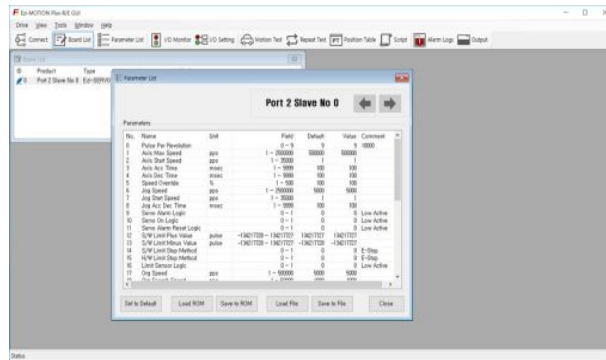 Ezi-MOTION Plus-R/E GUI
Drive View Tools Window Help
Connect Board List Parameter List I/O Monitor I/O Setting Motion Test Repeat Test Position Table Script Alarm Logs Output
Board List
ID Product Type
0 Port 2 Slave No 0 Ezi-SERVO
Parameter List
Port 2 Slave No 0
Parameters
No. Name Unit Field Default Value Comment
0 Pulse Per Revolution 0 ~ 9 9 9 10000
1 Axis Max Speed pps 1 ~ 2500000 500000 500000
2 Axis Start Speed pps 1 ~ 35000 1 1
3 Axis Acc Time msec 1 ~ 9999 100 100
4 Axis Dec Time msec 1 ~ 9999 100 100
5 Speed Override % 1 ~ 500 100 100
6 Jog Speed pps 1 ~ 2500000 5000 5000
7 Jog Start Speed pps 1 ~ 35000 1 1
8 Jog Acc Dec Time msec 1 ~ 9999 100 100
9 Servo Alarm Logic 0 ~ 1 0 0 Low Active
10 Servo On Logic 0 ~ 1 0 0 Low Active
11 Servo Alarm Reset Logic 0 ~ 1 0 0 Low Active
12 S/W Limit Plus Value pulse -134217728 ~ 134217727 134217727 134217727
13 S/W Limit Minus Value pulse -134217728 ~ 134217727 -134217728 -134217728
14 S/W Limit Stop Method 0 ~ 1 0 0 E-Stop
15 H/W Limit Stop Method 0 ~ 1 0 0 E-Stop
16 Limit Sensor Logic 0 ~ 1 0 0 Low Active
17 Org Speed pps 1 ~ 500000 5000 5000
Set to Default Load ROM Save to ROM Load File Save to File Close
Status